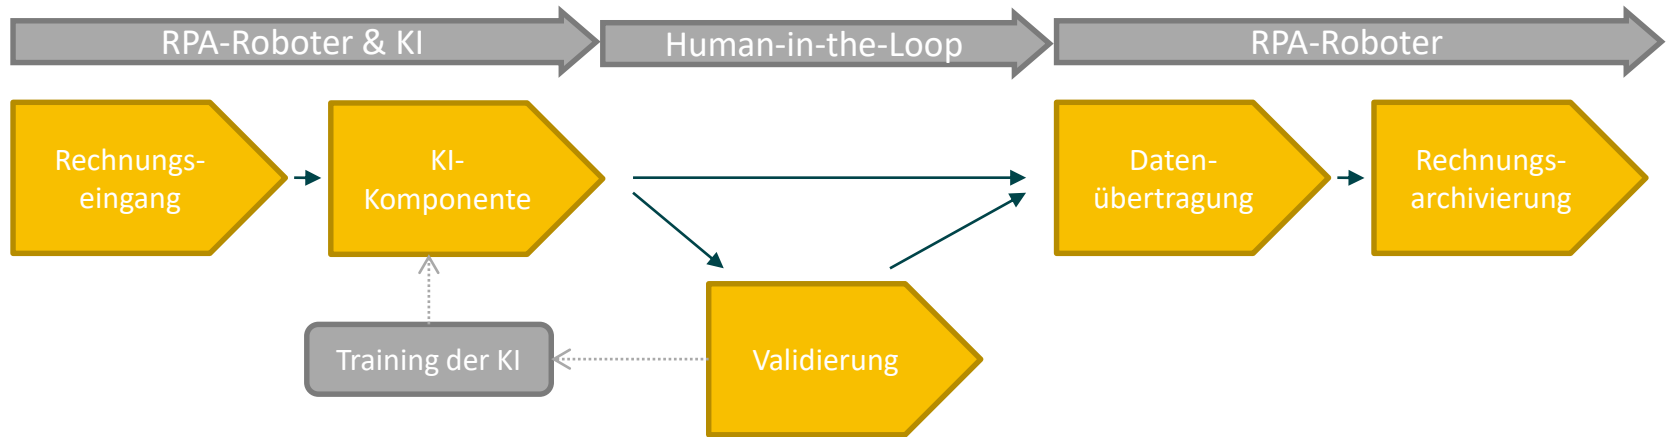 RPA-Roboter & KI
Human-in-the-Loop
RPA-Roboter
Rechnungs-
eingang
KI-
Komponente
Daten-
übertragung
Rechnungs-
archivierung
Training der KI
Validierung